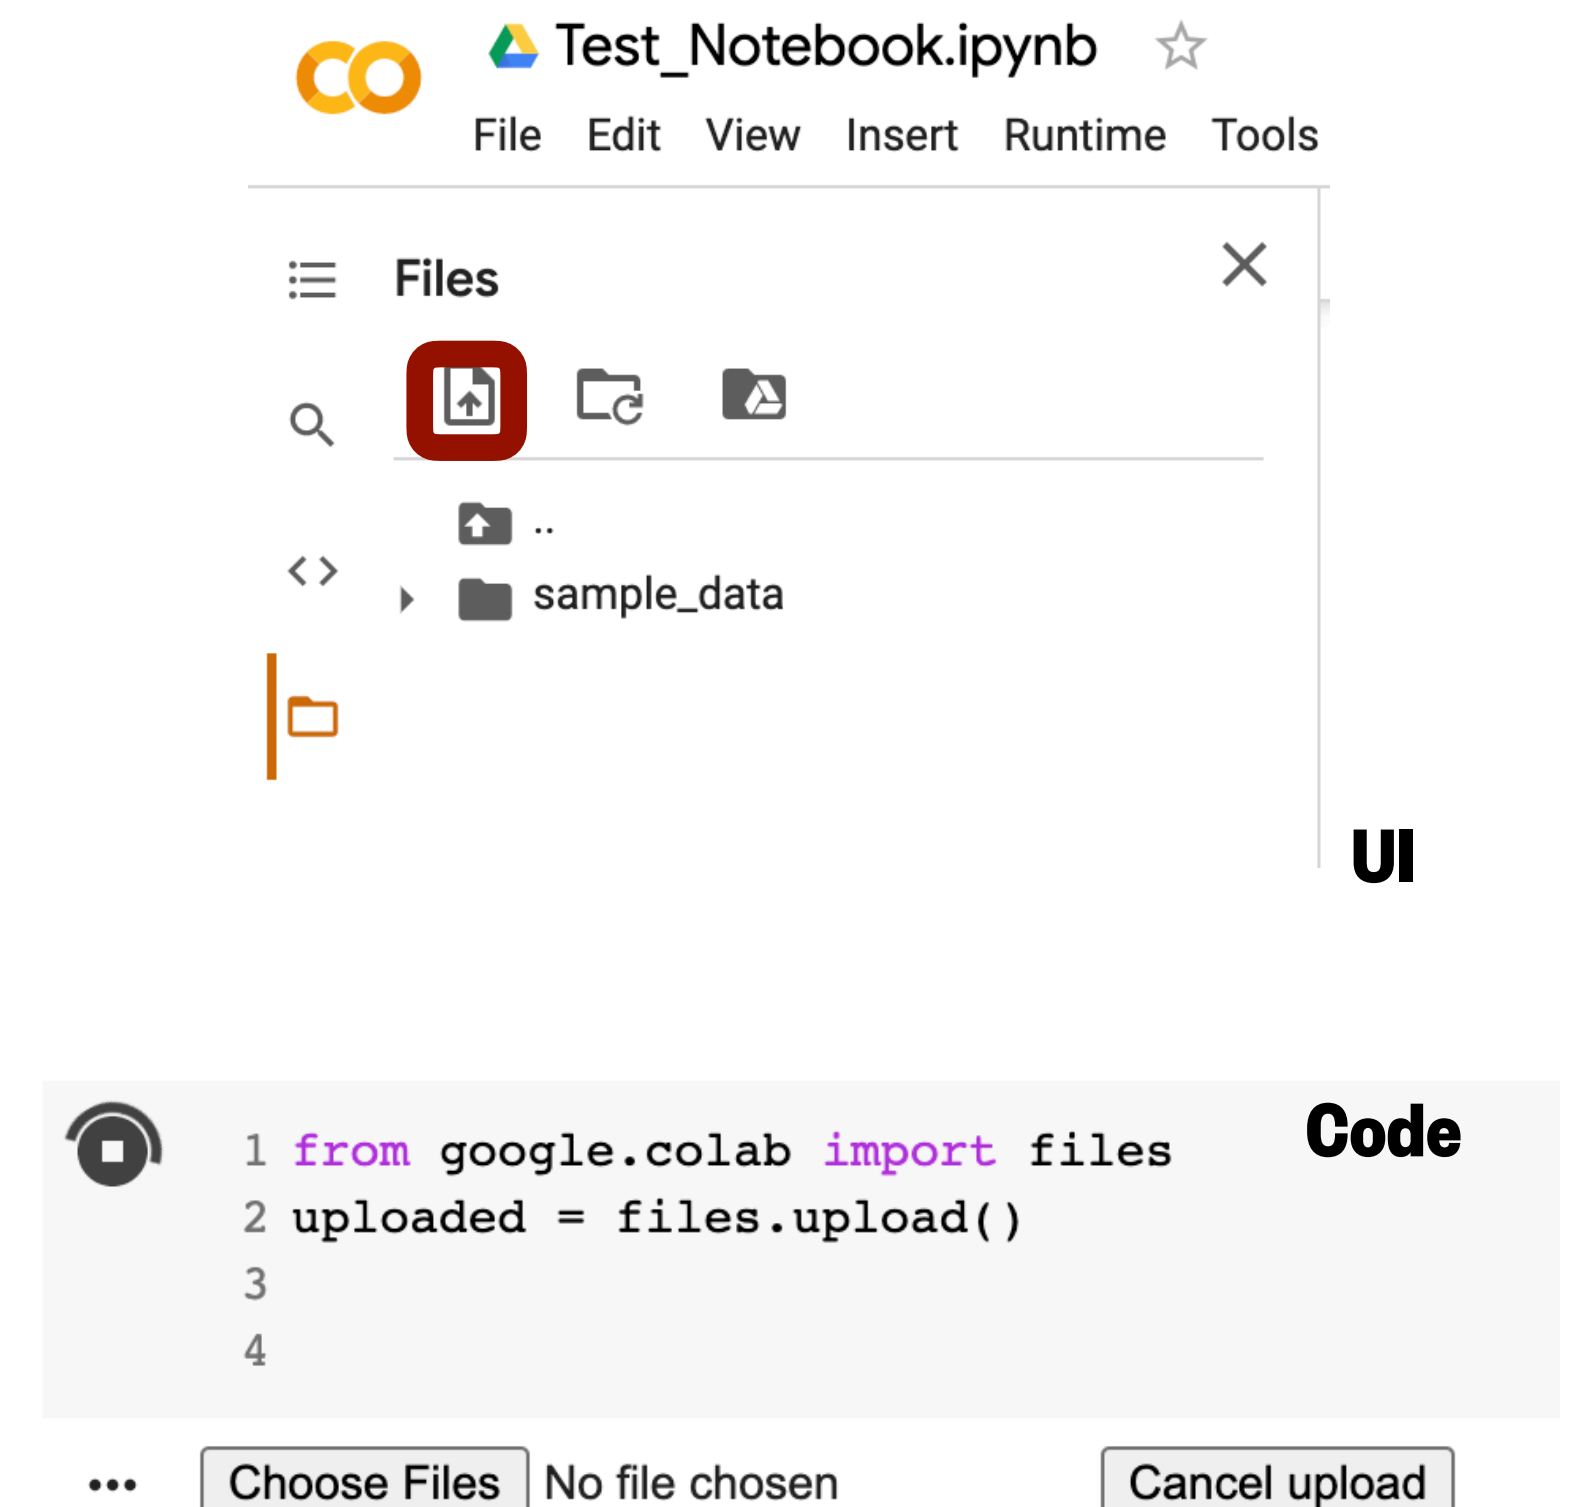 Test_Notebook.ipynb
File Edit View Insert Runtime Tools
Files
..
sample_data
UI
Code
1 from google.colab import files
2 uploaded = files.upload()
3
4
Choose Files No file chosen Cancel upload